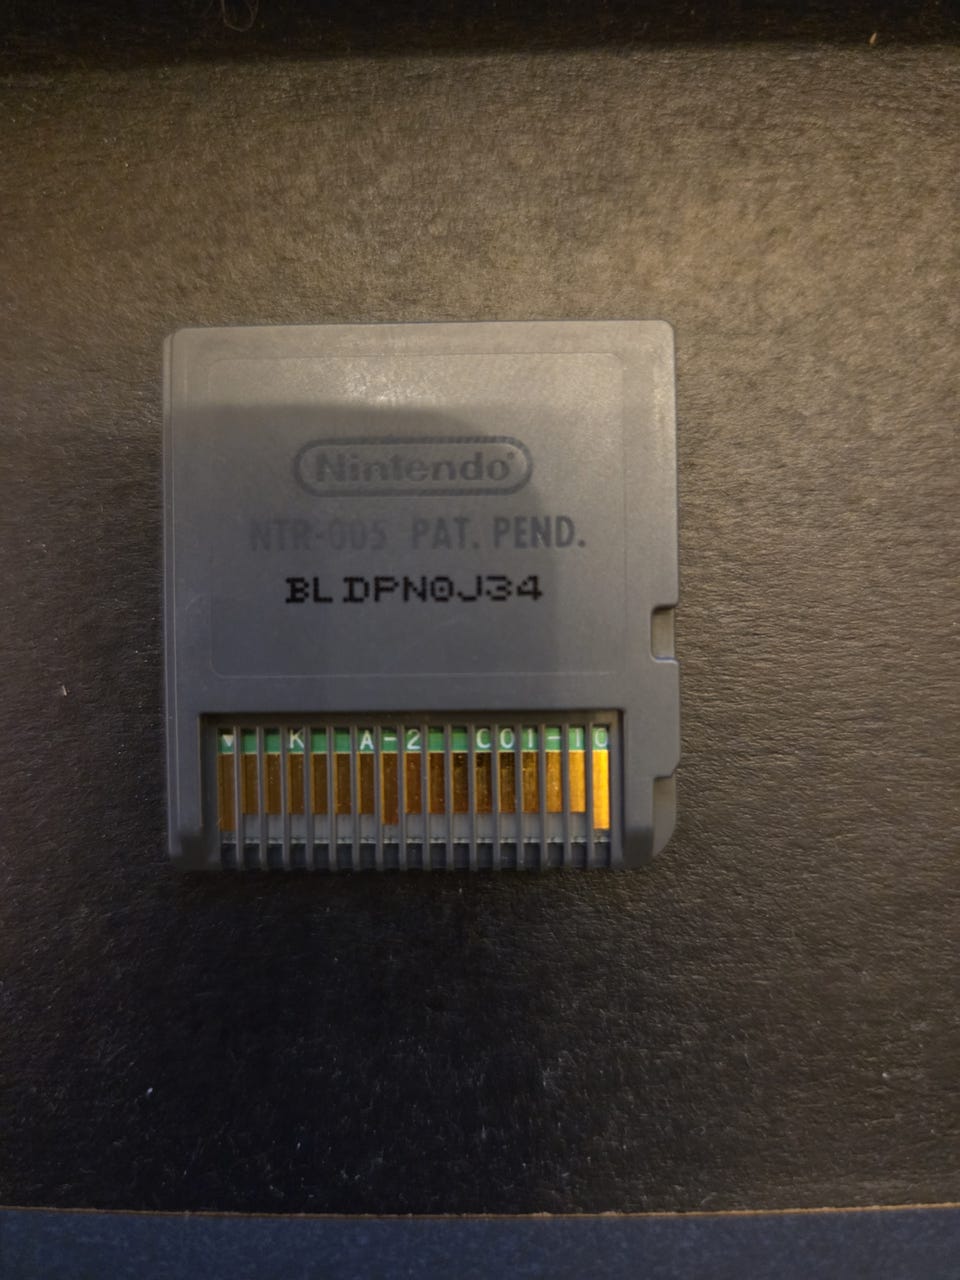 Nintendo®
NTR-005 PAT. PEND.
BLDPN0J34
▼ K A-2 C01-10